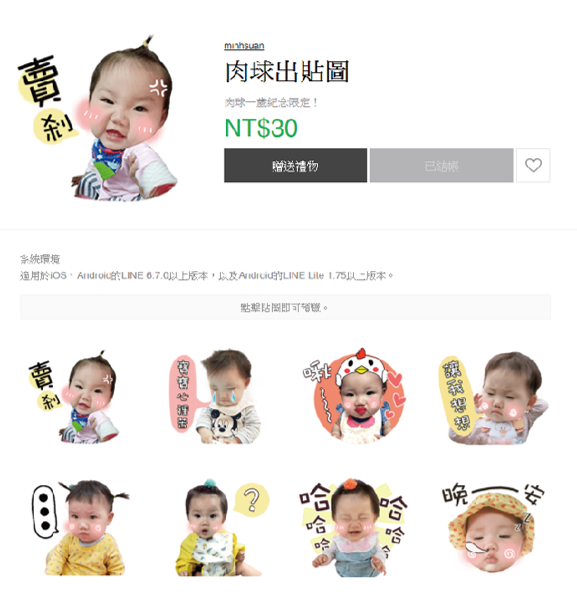 minhsuan
肉球出貼圖
肉球一歲紀念限定！
NT$30
贈送禮物
已結帳
系統環境
適用於iOS、Android的LINE 6.7.0以上版本，以及Android的LINE Lite 1.75以上版本。
點擊貼圖即可預覽。
賣
剎
賣
剎
寶寶心裡苦
啾
讓我想想
...
?
哈哈哈
哈哈哈
晚一安